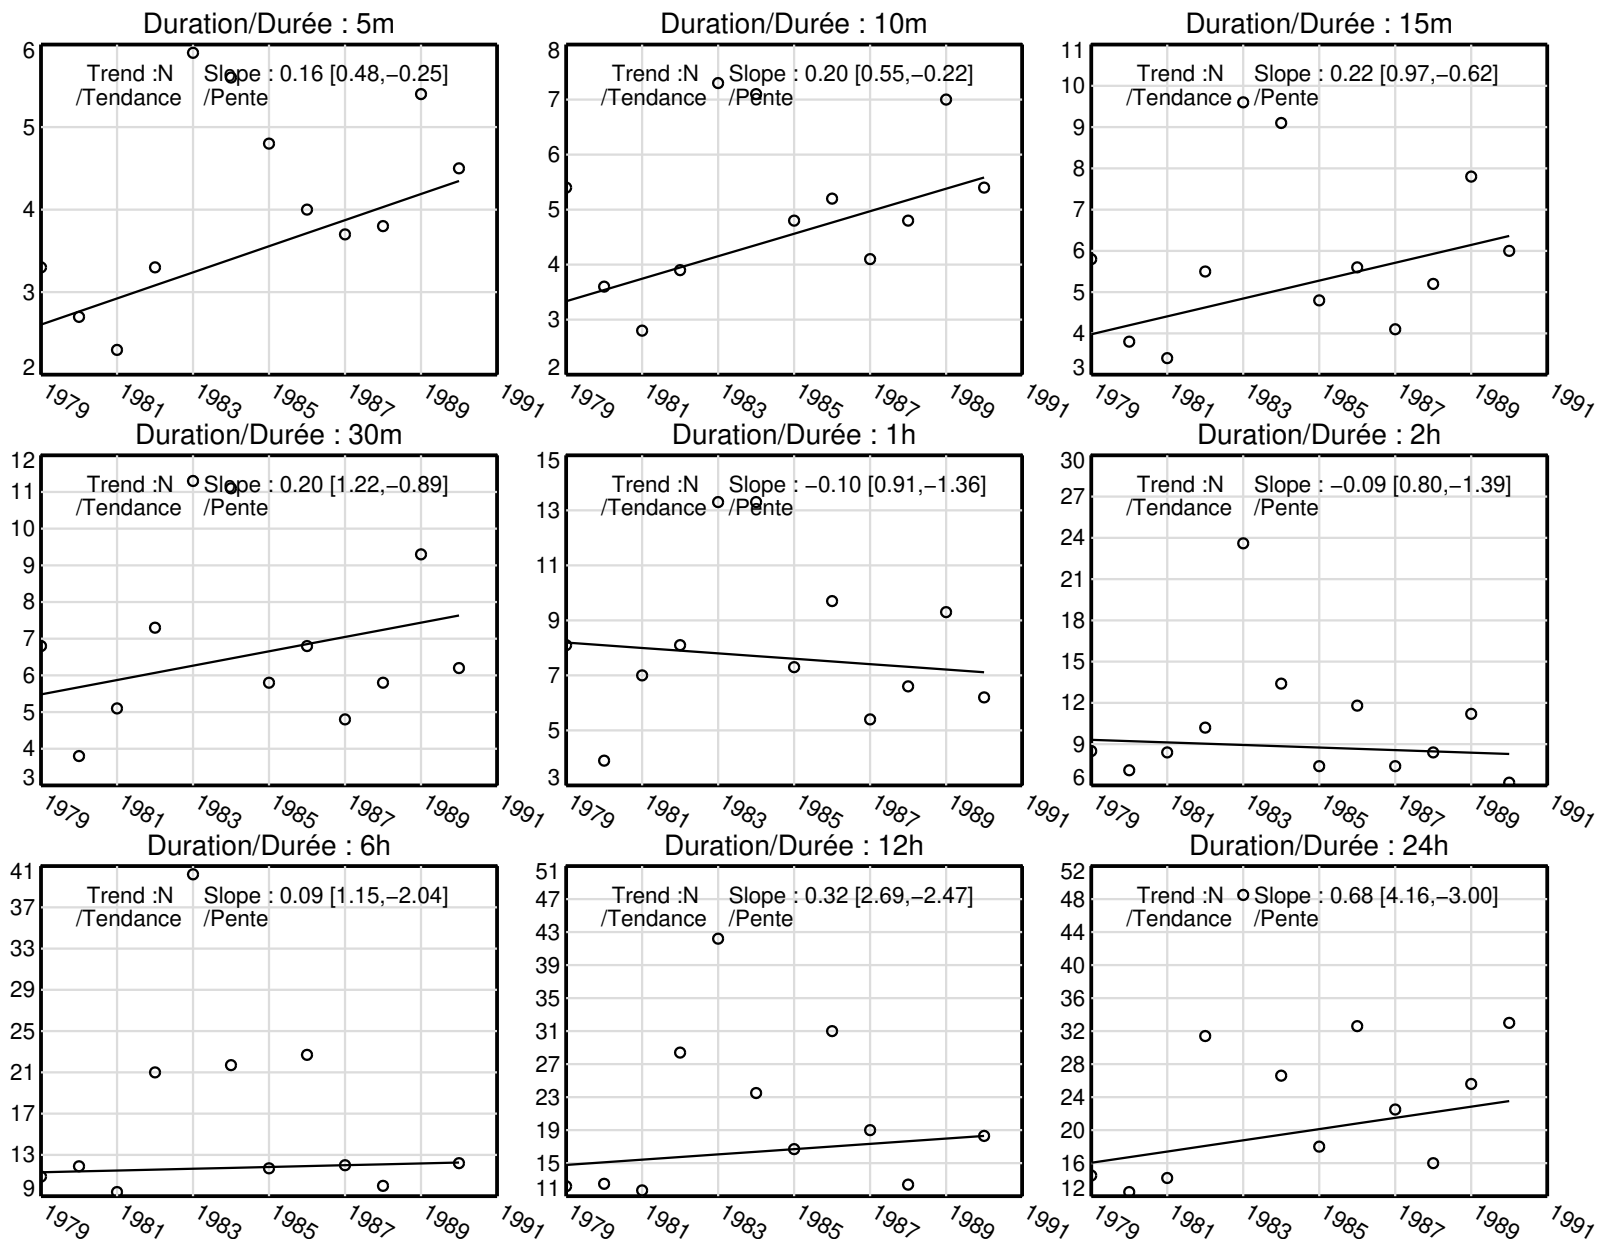 Duration/Durée : 5m
Trend :N Slope : 0.16 [0.48,−0.25]
/Tendance /Pente
6
5
4
3
2
1979 1981 1983 1985 1987 1989 1991
Duration/Durée : 10m
Trend :N Slope : 0.20 [0.55,−0.22]
/Tendance /Pente
8
7
6
5
4
3
2
1979 1981 1983 1985 1987 1989 1991
Duration/Durée : 15m
Trend :N Slope : 0.22 [0.97,−0.62]
/Tendance /Pente
11
10
9
8
7
6
5
4
3
1979 1981 1983 1985 1987 1989 1991
Duration/Durée : 30m
Trend :N Slope : 0.20 [1.22,−0.89]
/Tendance /Pente
12
11
10
9
8
7
6
5
4
3
1979 1981 1983 1985 1987 1989 1991
Duration/Durée : 1h
Trend :N Slope : −0.10 [0.91,−1.36]
/Tendance /Pente
15
13
11
9
7
5
3
1979 1981 1983 1985 1987 1989 1991
Duration/Durée : 2h
Trend :N Slope : −0.09 [0.80,−1.39]
/Tendance /Pente
30
27
24
21
18
15
12
9
6
1979 1981 1983 1985 1987 1989 1991
Duration/Durée : 6h
Trend :N Slope : 0.09 [1.15,−2.04]
/Tendance /Pente
41
37
33
29
25
21
17
13
9
1979 1981 1983 1985 1987 1989 1991
Duration/Durée : 12h
Trend :N Slope : 0.32 [2.69,−2.47]
/Tendance /Pente
51
47
43
39
35
31
27
23
19
15
11
1979 1981 1983 1985 1987 1989 1991
Duration/Durée : 24h
Trend :N Slope : 0.68 [4.16,−3.00]
/Tendance /Pente
52
48
44
40
36
32
28
24
20
16
12
1979 1981 1983 1985 1987 1989 1991